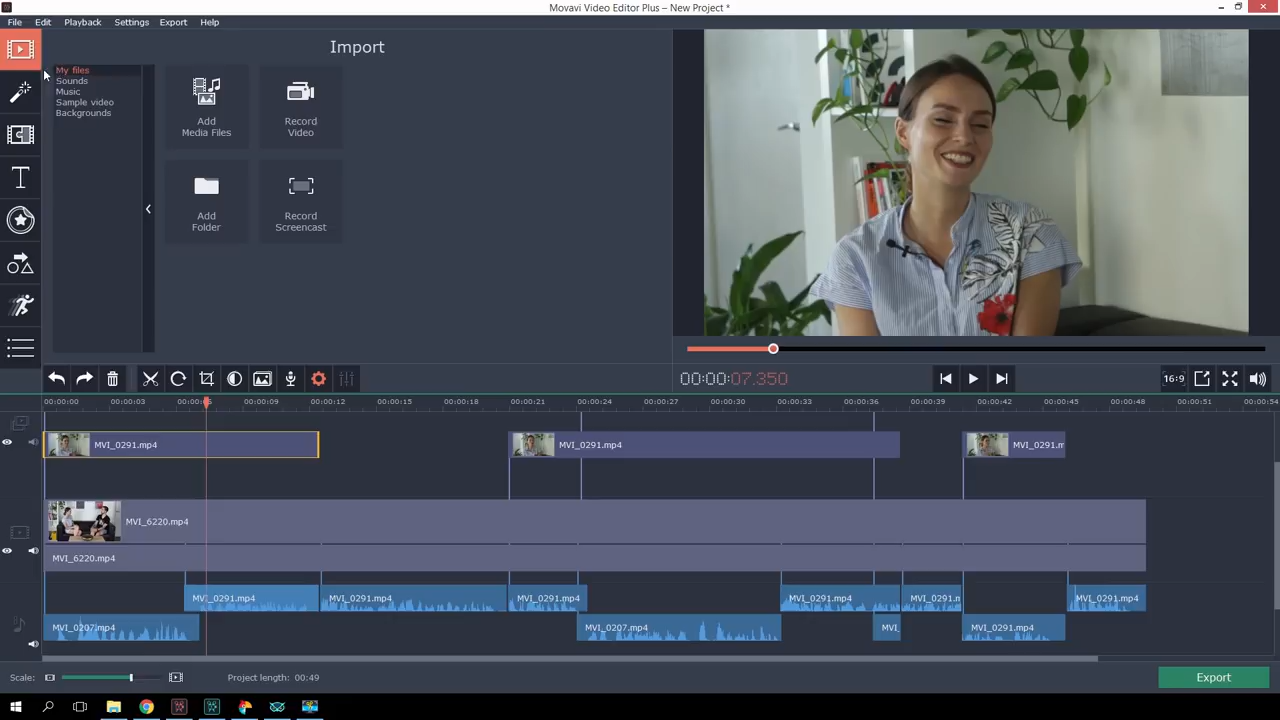 Movavi Video Editor Plus – New Project *
File Edit Playback Settings Export Help
Import
My files
Sounds
Music
Sample video
Backgrounds
Add
Media Files
Record
Video
Add
Folder
Record
Screencast
00:00:07.350
16:9
00:00:00 00:00:03 00:00:09 00:00:12 00:00:15 00:00:18 00:00:21 00:00:24 00:00:27 00:00:30 00:00:33 00:00:36 00:00:39 00:00:42 00:00:45 00:00:48 00:00:51 00:00:54
MVI_0291.mp4 MVI_0291.mp4 MVI_0291.m
MVI_6220.mp4
MVI_6220.mp4
MVI_0291.mp4 MVI_0291.mp4 MVI_0291.mp4 MVI_0291.mp4 MVI_0291.n MVI_0291.mp4
MVI_0207.mp4 MVI_0207.mp4 MVI_ MVI_0291.mp4
Scale: Project length: 00:49 Export